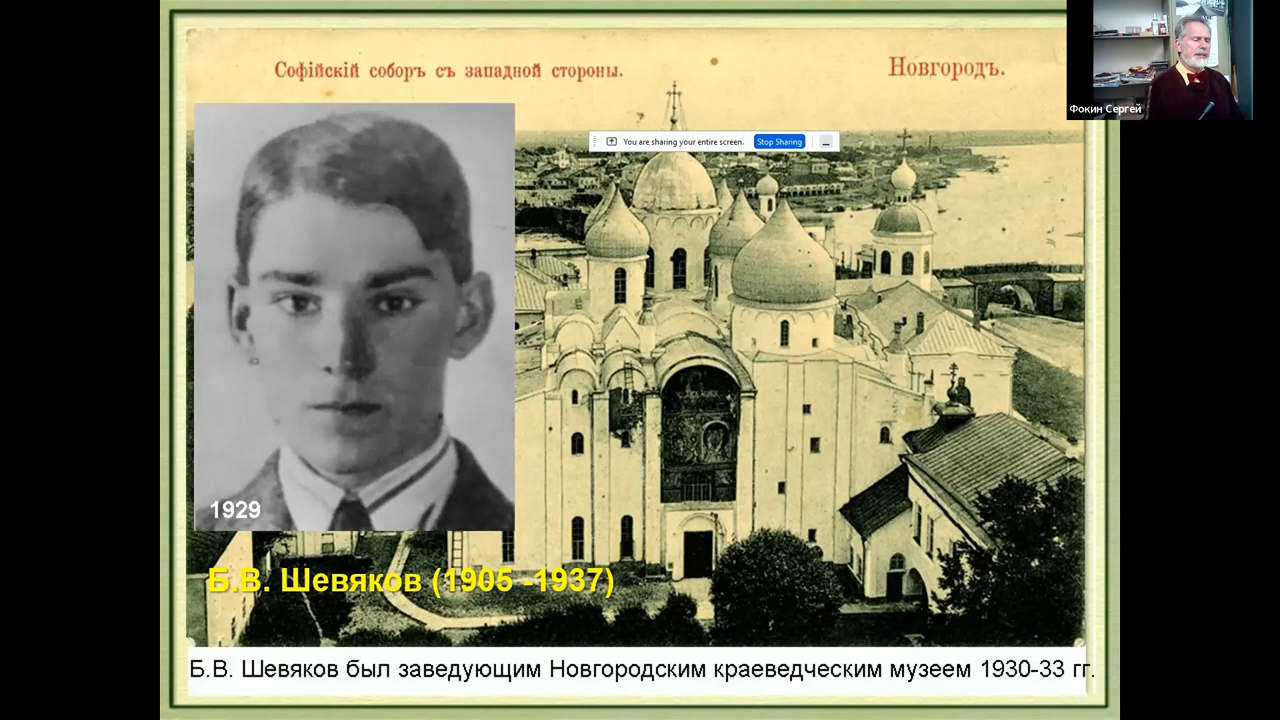 Софійскій соборъ съ западной стороны.
Новгородъ.
Фокин Сергей
You are sharing your entire screen. Stop Sharing
1929
Б.В. Шевяков (1905 -1937)
Б.В. Шевяков был заведующим Новгородским краеведческим музеем 1930-33 гг.